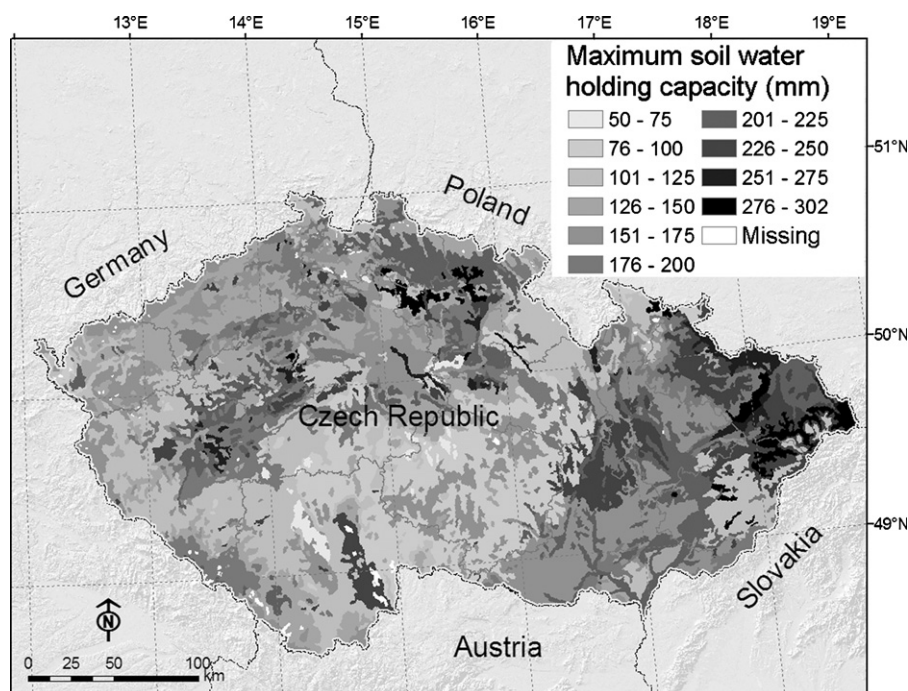 13°E 14°E 15°E 16°E 17°E 18°E 19°E
Maximum soil water
holding capacity (mm)
50 - 75
76 - 100
101 - 125
126 - 150
151 - 175
176 - 200
201 - 225
226 - 250
251 - 275
276 - 302
Missing
51°N
50°N
49°N
Poland
Germany
Czech Republic
Slovakia
Austria
N
0 25 50 100
km